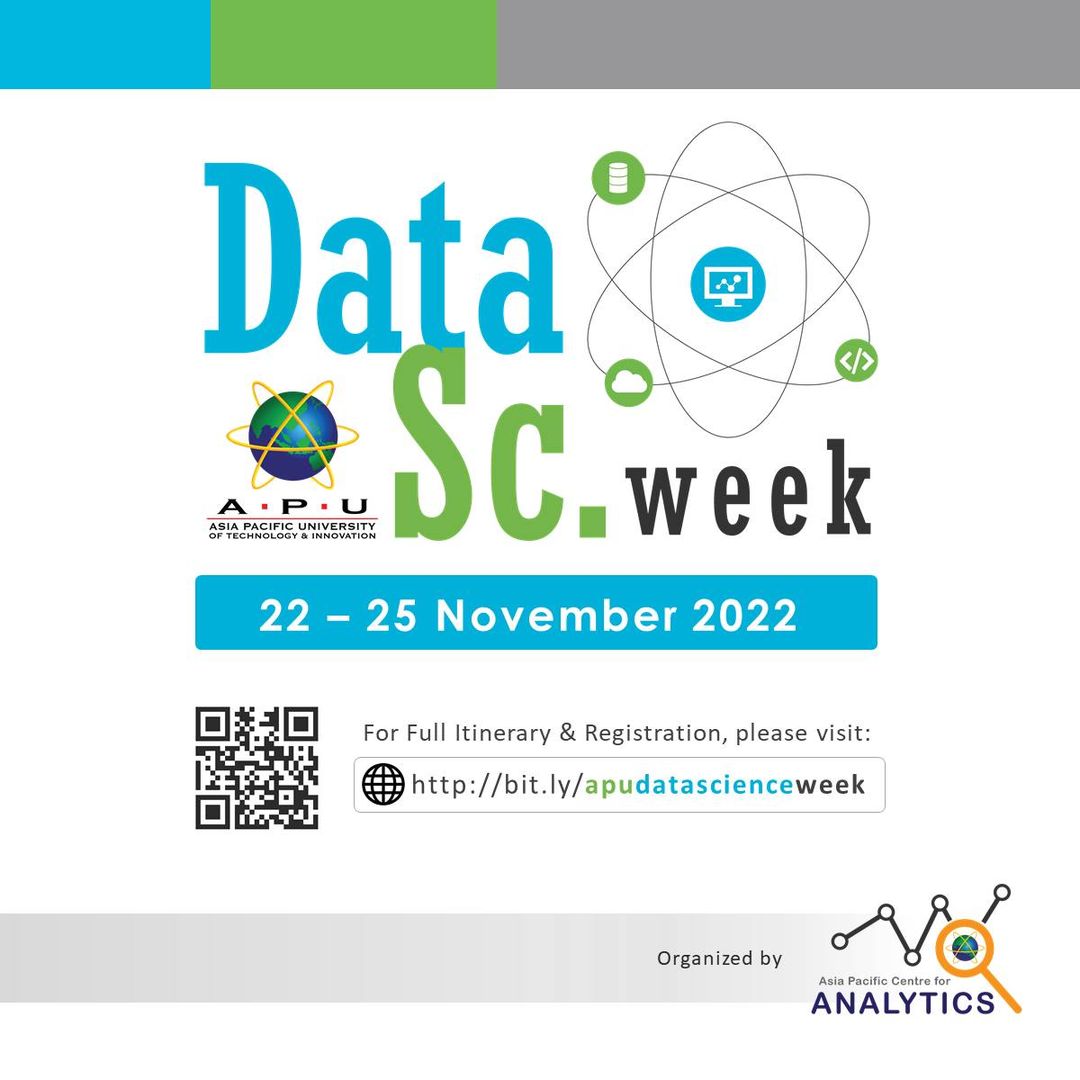 Data
Sc. week
A·P·U
ASIA PACIFIC UNIVERSITY
OF TECHNOLOGY & INNOVATION
22 – 25 November 2022
For Full Itinerary & Registration, please visit:
http://bit.ly/apudatascienceweek
Organized by
Asia Pacific Centre for
ANALYTICS